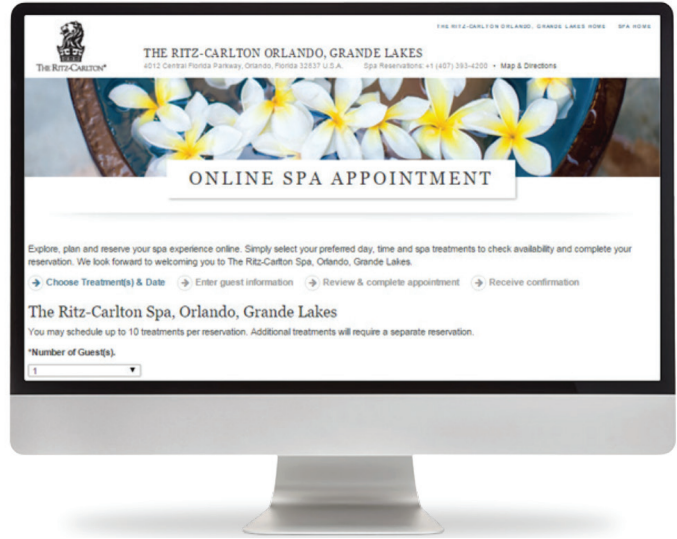 THE RITZ-CARLTON ORLANDO, GRANDE LAKES HOME SPA HOME
THE RITZ-CARLTON®
THE RITZ-CARLTON ORLANDO, GRANDE LAKES
4012 Central Florida Parkway, Orlando, Florida 32837 U.S.A. Spa Reservations: +1 (407) 393-4200 • Map & Directions
ONLINE SPA APPOINTMENT
Explore, plan and reserve your spa experience online. Simply select your preferred day, time and spa treatments to check availability and complete your
reservation. We look forward to welcoming you to The Ritz-Carlton Spa, Orlando, Grande Lakes.
Choose Treatment(s) & Date Enter guest information Review & complete appointment Receive confirmation
The Ritz-Carlton Spa, Orlando, Grande Lakes
You may schedule up to 10 treatments per reservation. Additional treatments will require a separate reservation.
*Number of Guest(s).
1